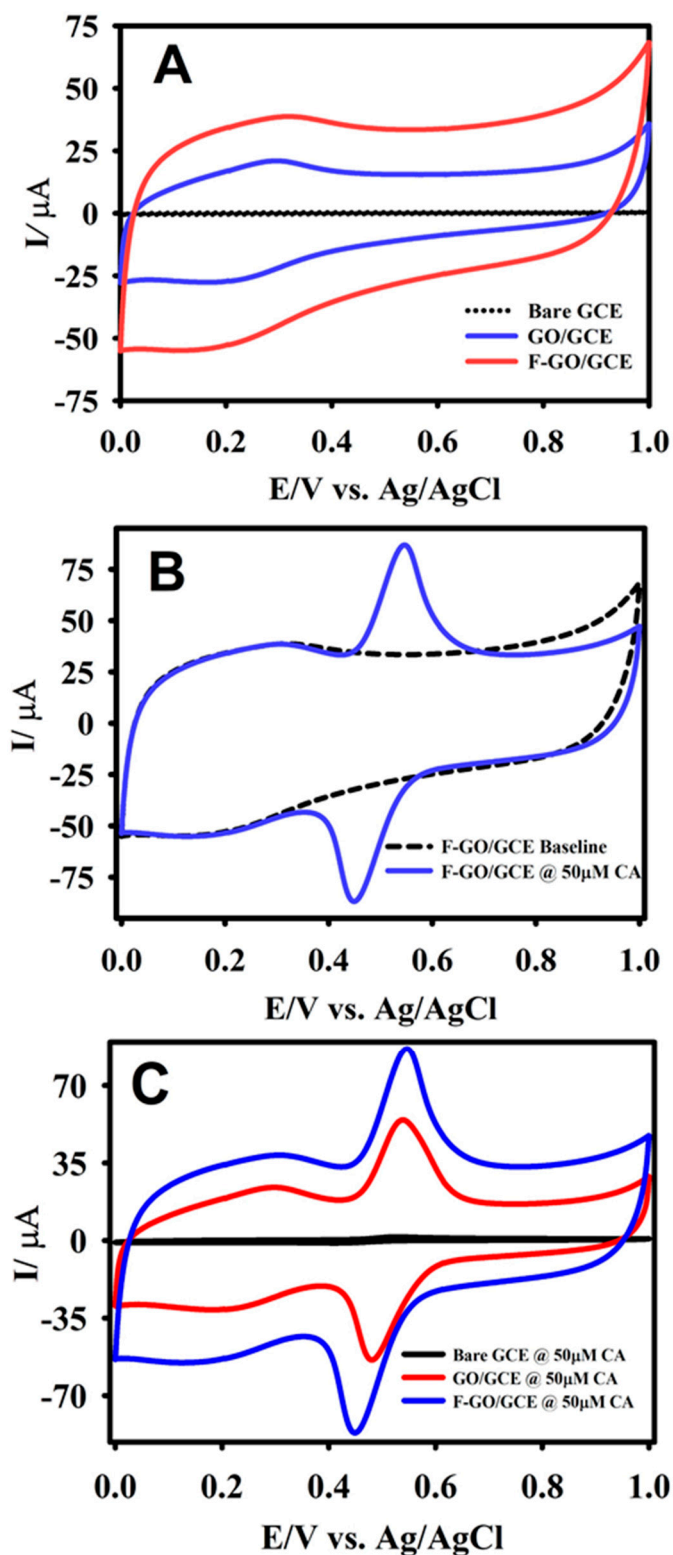 A
75
50
25
0
-25
-50
-75
I/ μA
Bare GCE
GO/GCE
F-GO/GCE
0.0 0.2 0.4 0.6 0.8 1.0
E/V vs. Ag/AgCl
B
75
50
25
0
-25
-50
-75
I/ μA
F-GO/GCE Baseline
F-GO/GCE @ 50μM CA
0.0 0.2 0.4 0.6 0.8 1.0
E/V vs. Ag/AgCl
C
70
35
0
-35
-70
I/ μA
Bare GCE @ 50μM CA
GO/GCE @ 50μM CA
F-GO/GCE @ 50μM CA
0.0 0.2 0.4 0.6 0.8 1.0
E/V vs. Ag/AgCl